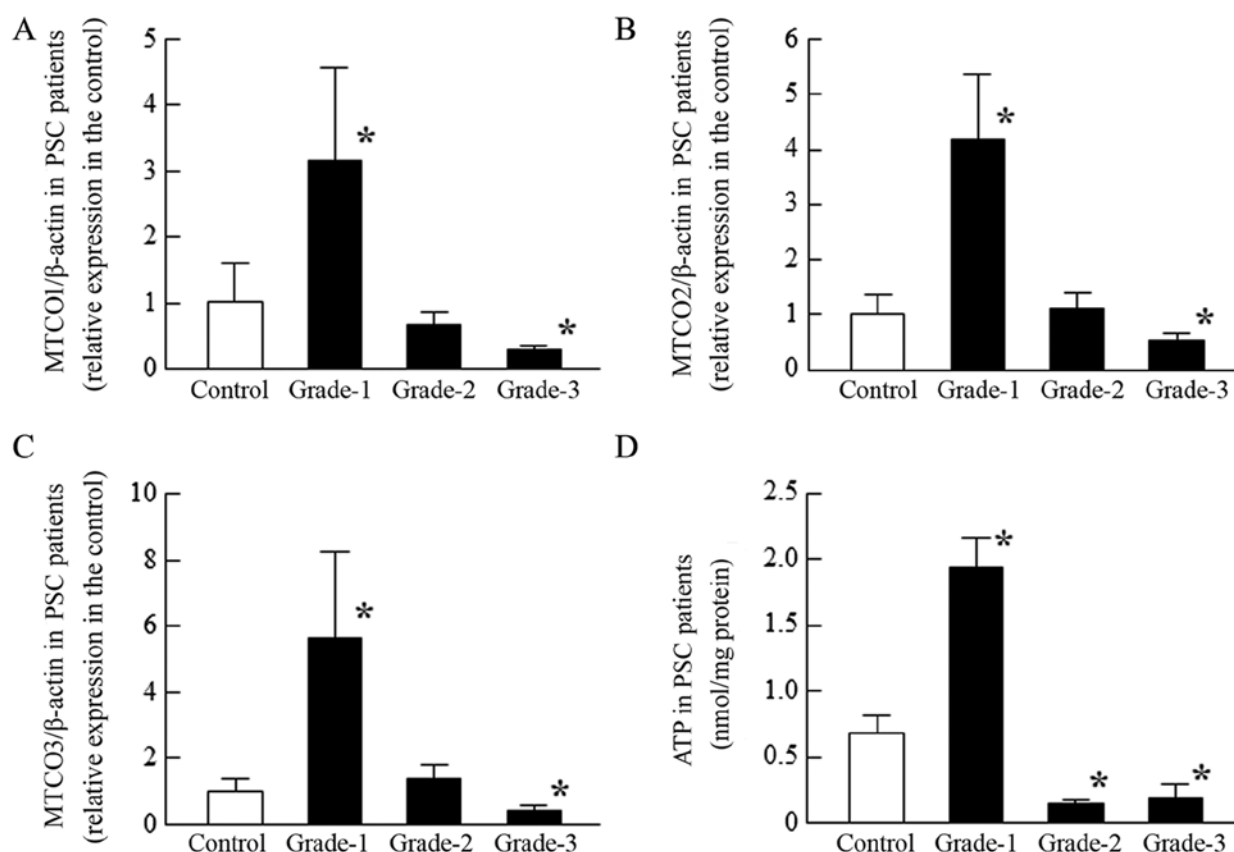 A
MTCO1/β-actin in PSC patients
(relative expression in the control)
5
4
3
2
1
0
Control Grade-1 Grade-2 Grade-3
*
*
B
MTCO2/β-actin in PSC patients
(relative expression in the control)
6
5
4
3
2
1
0
Control Grade-1 Grade-2 Grade-3
*
*
C
MTCO3/β-actin in PSC patients
(relative expression in the control)
10
8
6
4
2
0
Control Grade-1 Grade-2 Grade-3
*
*
D
ATP in PSC patients
(nmol/mg protein)
2.5
2.0
1.5
1.0
0.5
0
Control Grade-1 Grade-2 Grade-3
*
*
*